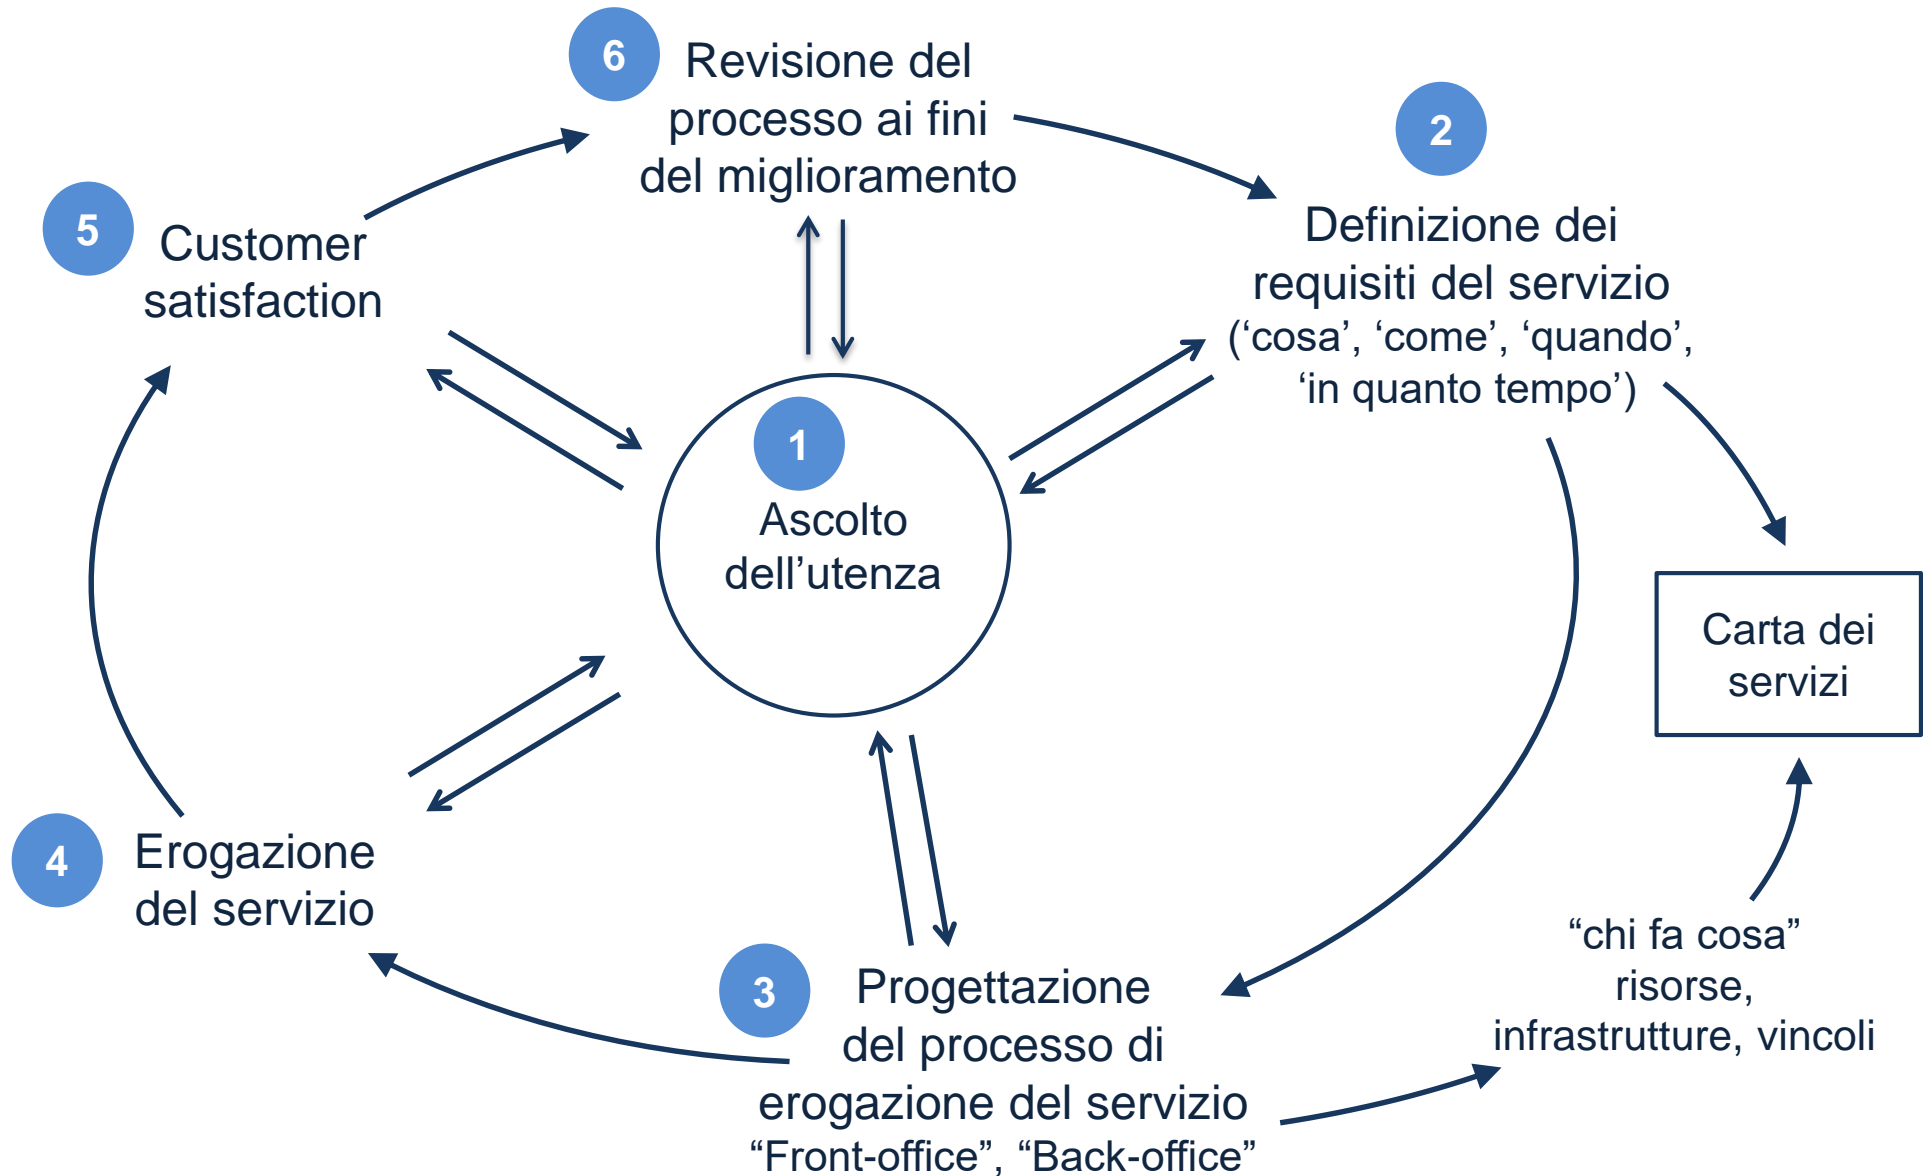 6
Revisione del
processo ai fini
del miglioramento
2
Definizione dei
requisiti del servizio
(‘cosa’, ‘come’, ‘quando’,
‘in quanto tempo’)
5
Customer
satisfaction
1
Ascolto
dell’utenza
Carta dei
servizi
4
Erogazione
del servizio
3
Progettazione
del processo di
erogazione del servizio
“Front-office”, “Back-office”
“chi fa cosa”
risorse,
infrastrutture, vincoli